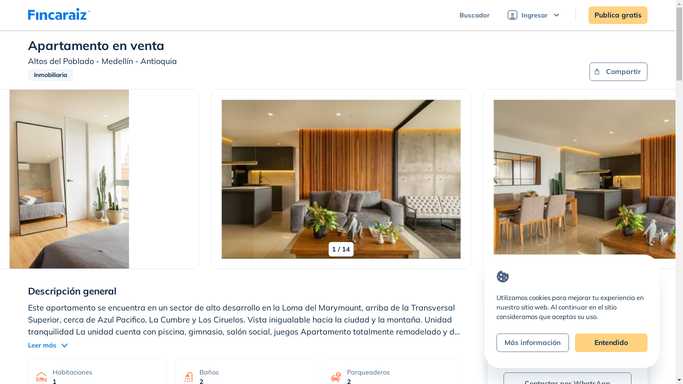 Fincaraiz
Buscador
Ingresar
Publica gratis
Apartamento en venta
Altos del Poblado - Medellín - Antioquia
Inmobiliaria
Compartir
1 / 14
Descripción general
Este apartamento se encuentra en un sector de alto desarrollo en la Loma del Marymount, arriba de la Transversal
Superior, cerca de Azul Pacifico, La Cumbre y Los Ciruelos. Vista inigualable hacia la ciudad y la montaña. Unidad
tranquilidad La unidad cuenta con piscina, gimnasio, salón social, juegos Apartamento totalmente remodelado y d...
Leer más
Habitaciones
1
Baños
2
Parqueaderos
2
Utilizamos cookies para mejorar tu experiencia en
nuestro sitio web. Al continuar en el sitio
consideramos que aceptas su uso.
Más información
Entendido
Contactar por WhatsApp